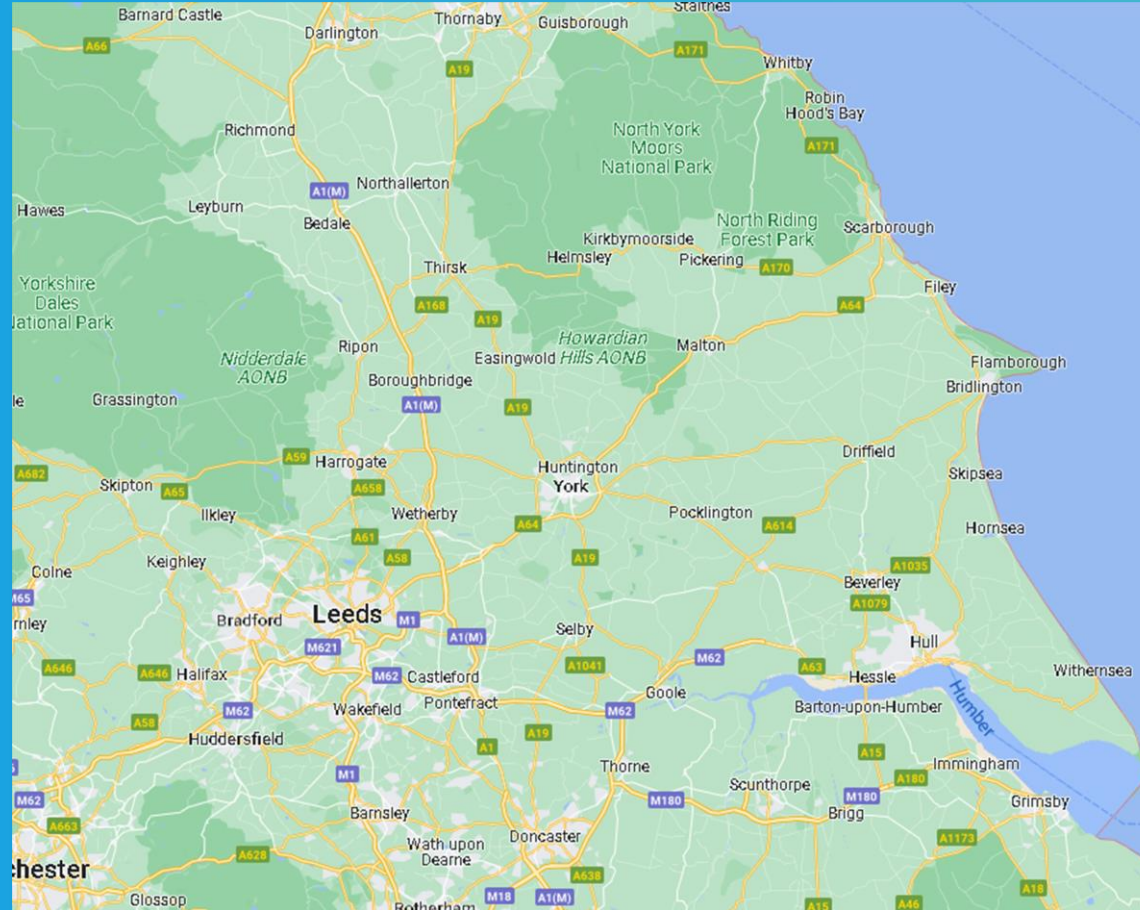 Staithes
Barnard Castle
Thornaby
Guisborough
Darlington
A66
A171
A19
Whitby
Robin
Hood's Bay
Richmond
North York
Moors
National Park
A171
A1(M)
Northallerton
Hawes
Leyburn
Bedale
North Riding
Forest Park
Scarborough
Kirkbymoorside
Helmsley
Pickering
A170
Thirsk
Yorkshire
Dales
National Park
Filey
A168
A64
A19
Howardian
Hills AONB
Malton
Ripon
Easingwold
Nidderdale
AONB
Flamborough
Boroughbridge
Bridlington
Grassington
A1(M)
A19
Driffield
A59
Harrogate
Huntington
A682
Skipsea
Skipton
A65
A658
York
Ilkley
Wetherby
Pocklington
A64
A614
Hornsea
A61
A58
A19
Keighley
Colne
A1035
Beverley
M65
A1079
Leeds
Bradford
M1
rnley
Selby
A1(M)
Hull
M621
M62
A646
A646
Halifax
M62
Castleford
A1041
A63
Withernsea
Hessle
Goole
Pontefract
Wakefield
M62
M62
Barton-upon-Humber
Humber
A58
Huddersfield
A19
A1
A15
Thorne
Immingham
M1
A180
Scunthorpe
M62
M180
M180
Grimsby
Barnsley
Brigg
A663
Doncaster
A1173
Wath upon
Dearne
A628
chester
A638
A18
Glossop
M18
A1(M)
Rotherham
A15
A46